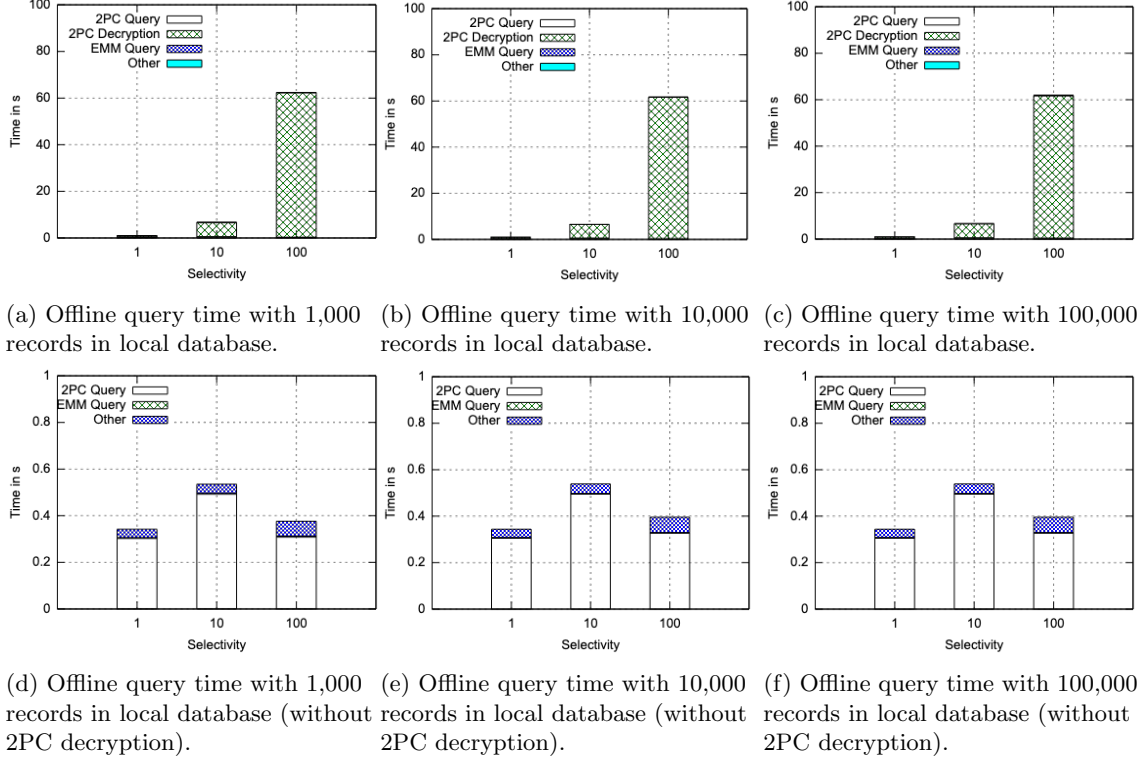 2PC Query
2PC Decryption
EMM Query
Other
100
80
60
40
20
0
Time in s
1 10 100
Selectivity
2PC Query
2PC Decryption
EMM Query
Other
100
80
60
40
20
0
Time in s
1 10 100
Selectivity
2PC Query
2PC Decryption
EMM Query
Other
100
80
60
40
20
0
Time in s
1 10 100
Selectivity
(a) Offline query time with 1,000
records in local database.
(b) Offline query time with 10,000
records in local database.
(c) Offline query time with 100,000
records in local database.
2PC Query
EMM Query
Other
1
0.8
0.6
0.4
0.2
0
Time in s
1 10 100
Selectivity
2PC Query
EMM Query
Other
1
0.8
0.6
0.4
0.2
0
Time in s
1 10 100
Selectivity
2PC Query
EMM Query
Other
1
0.8
0.6
0.4
0.2
0
Time in s
1 10 100
Selectivity
(d) Offline query time with 1,000
records in local database (without
2PC decryption).
(e) Offline query time with 10,000
records in local database (without
2PC decryption).
(f) Offline query time with 100,000
records in local database (without
2PC decryption).